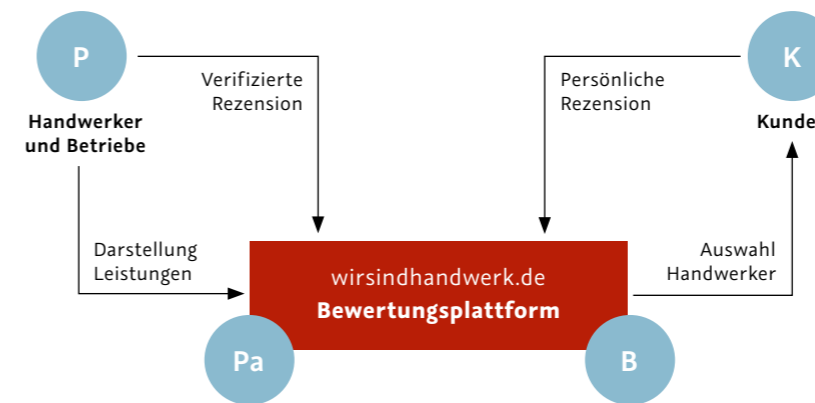 P
Handwerker
und Betriebe
Verifizierte
Rezension
Persönliche
Rezension
K
Kunde
Darstellung
Leistungen
wirsindhandwerk.de
Bewertungsplattform
Auswahl
Handwerker
Pa
B